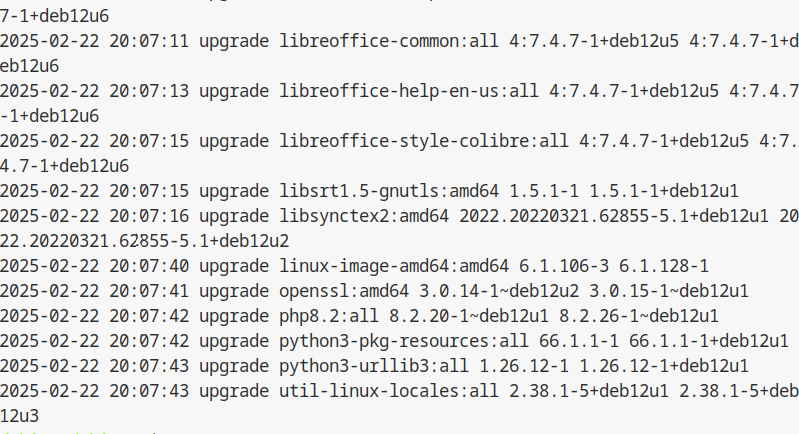 7-1+deb12u6
2025-02-22 20:07:11 upgrade libreoffice-common:all 4:7.4.7-1+deb12u5 4:7.4.7-1+d
eb12u6
2025-02-22 20:07:13 upgrade libreoffice-help-en-us:all 4:7.4.7-1+deb12u5 4:7.4.7
-1+deb12u6
2025-02-22 20:07:15 upgrade libreoffice-style-colibre:all 4:7.4.7-1+deb12u5 4:7.
4.7-1+deb12u6
2025-02-22 20:07:15 upgrade libsrt1.5-gnutls:amd64 1.5.1-1 1.5.1-1+deb12u1
2025-02-22 20:07:16 upgrade libsynctex2:amd64 2022.20220321.62855-5.1+deb12u1 20
22.20220321.62855-5.1+deb12u2
2025-02-22 20:07:40 upgrade linux-image-amd64:amd64 6.1.106-3 6.1.128-1
2025-02-22 20:07:41 upgrade openssl:amd64 3.0.14-1~deb12u2 3.0.15-1~deb12u1
2025-02-22 20:07:42 upgrade php8.2:all 8.2.20-1~deb12u1 8.2.26-1~deb12u1
2025-02-22 20:07:42 upgrade python3-pkg-resources:all 66.1.1-1 66.1.1-1+deb12u1
2025-02-22 20:07:43 upgrade python3-urllib3:all 1.26.12-1 1.26.12-1+deb12u1
2025-02-22 20:07:43 upgrade util-linux-locales:all 2.38.1-5+deb12u1 2.38.1-5+deb
12u3